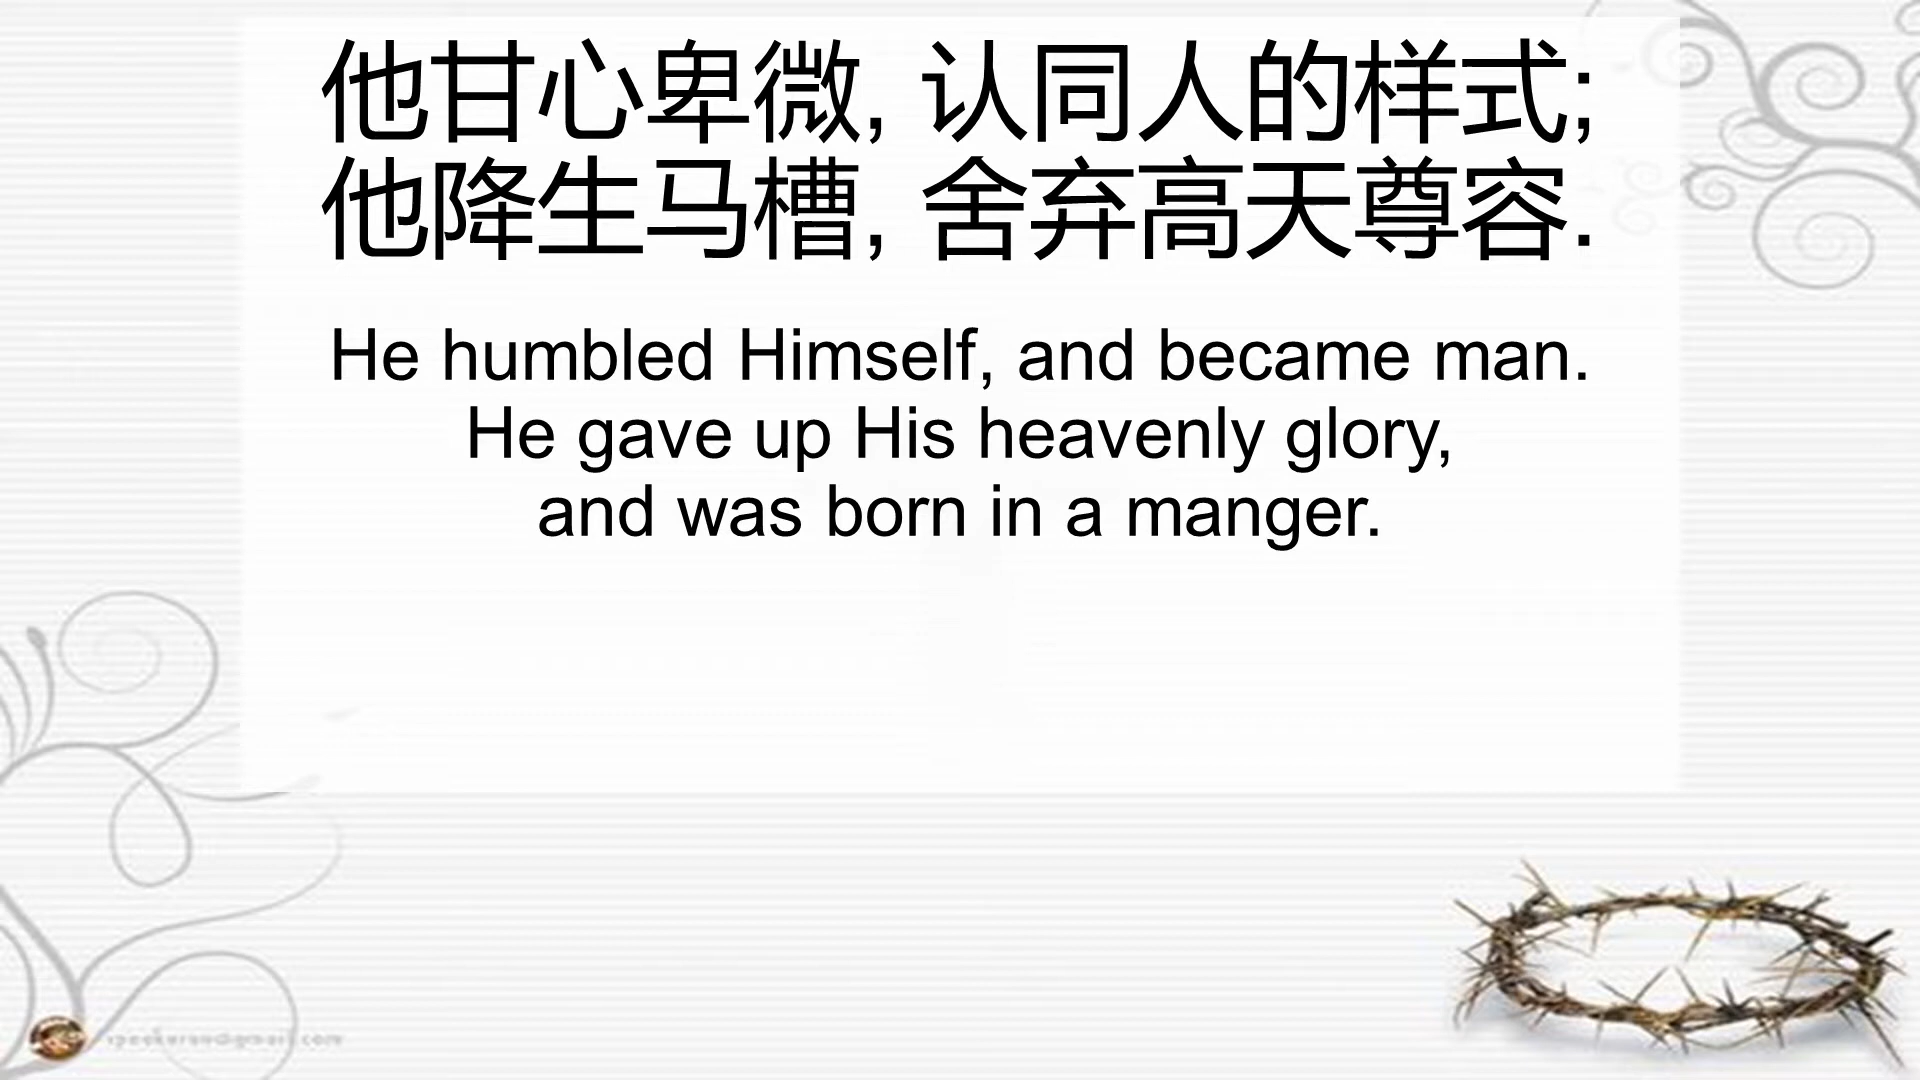 他甘心卑微, 认同人的样式;
他降生马槽, 舍弃高天尊容.
He humbled Himself, and became man.
He gave up His heavenly glory,
and was born in a manger.